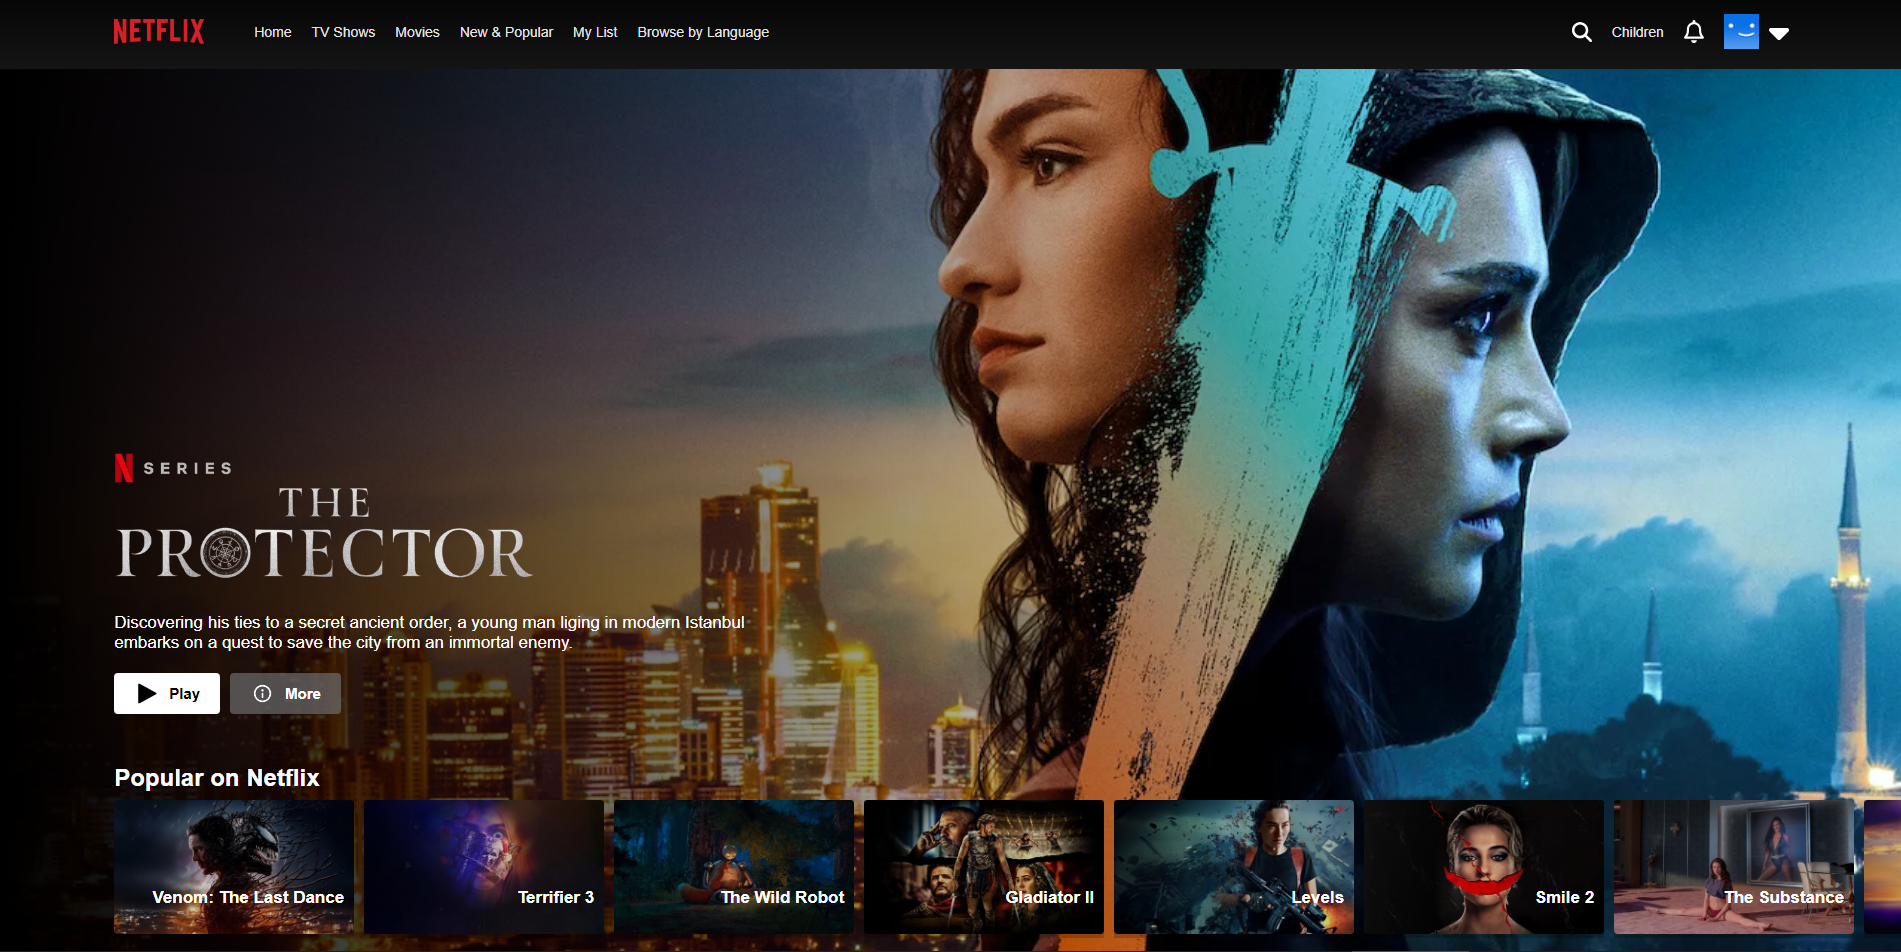 NETFLIX Home TV Shows Movies New & Popular My List Browse by Language Children
N SERIES
THE
PROTECTOR
Discovering his ties to a secret ancient order, a young man liging in modern Istanbul
embarks on a quest to save the city from an immortal enemy.
Play More
Popular on Netflix
Venom: The Last Dance Terrifier 3 The Wild Robot Gladiator II Levels Smile 2 The Substance